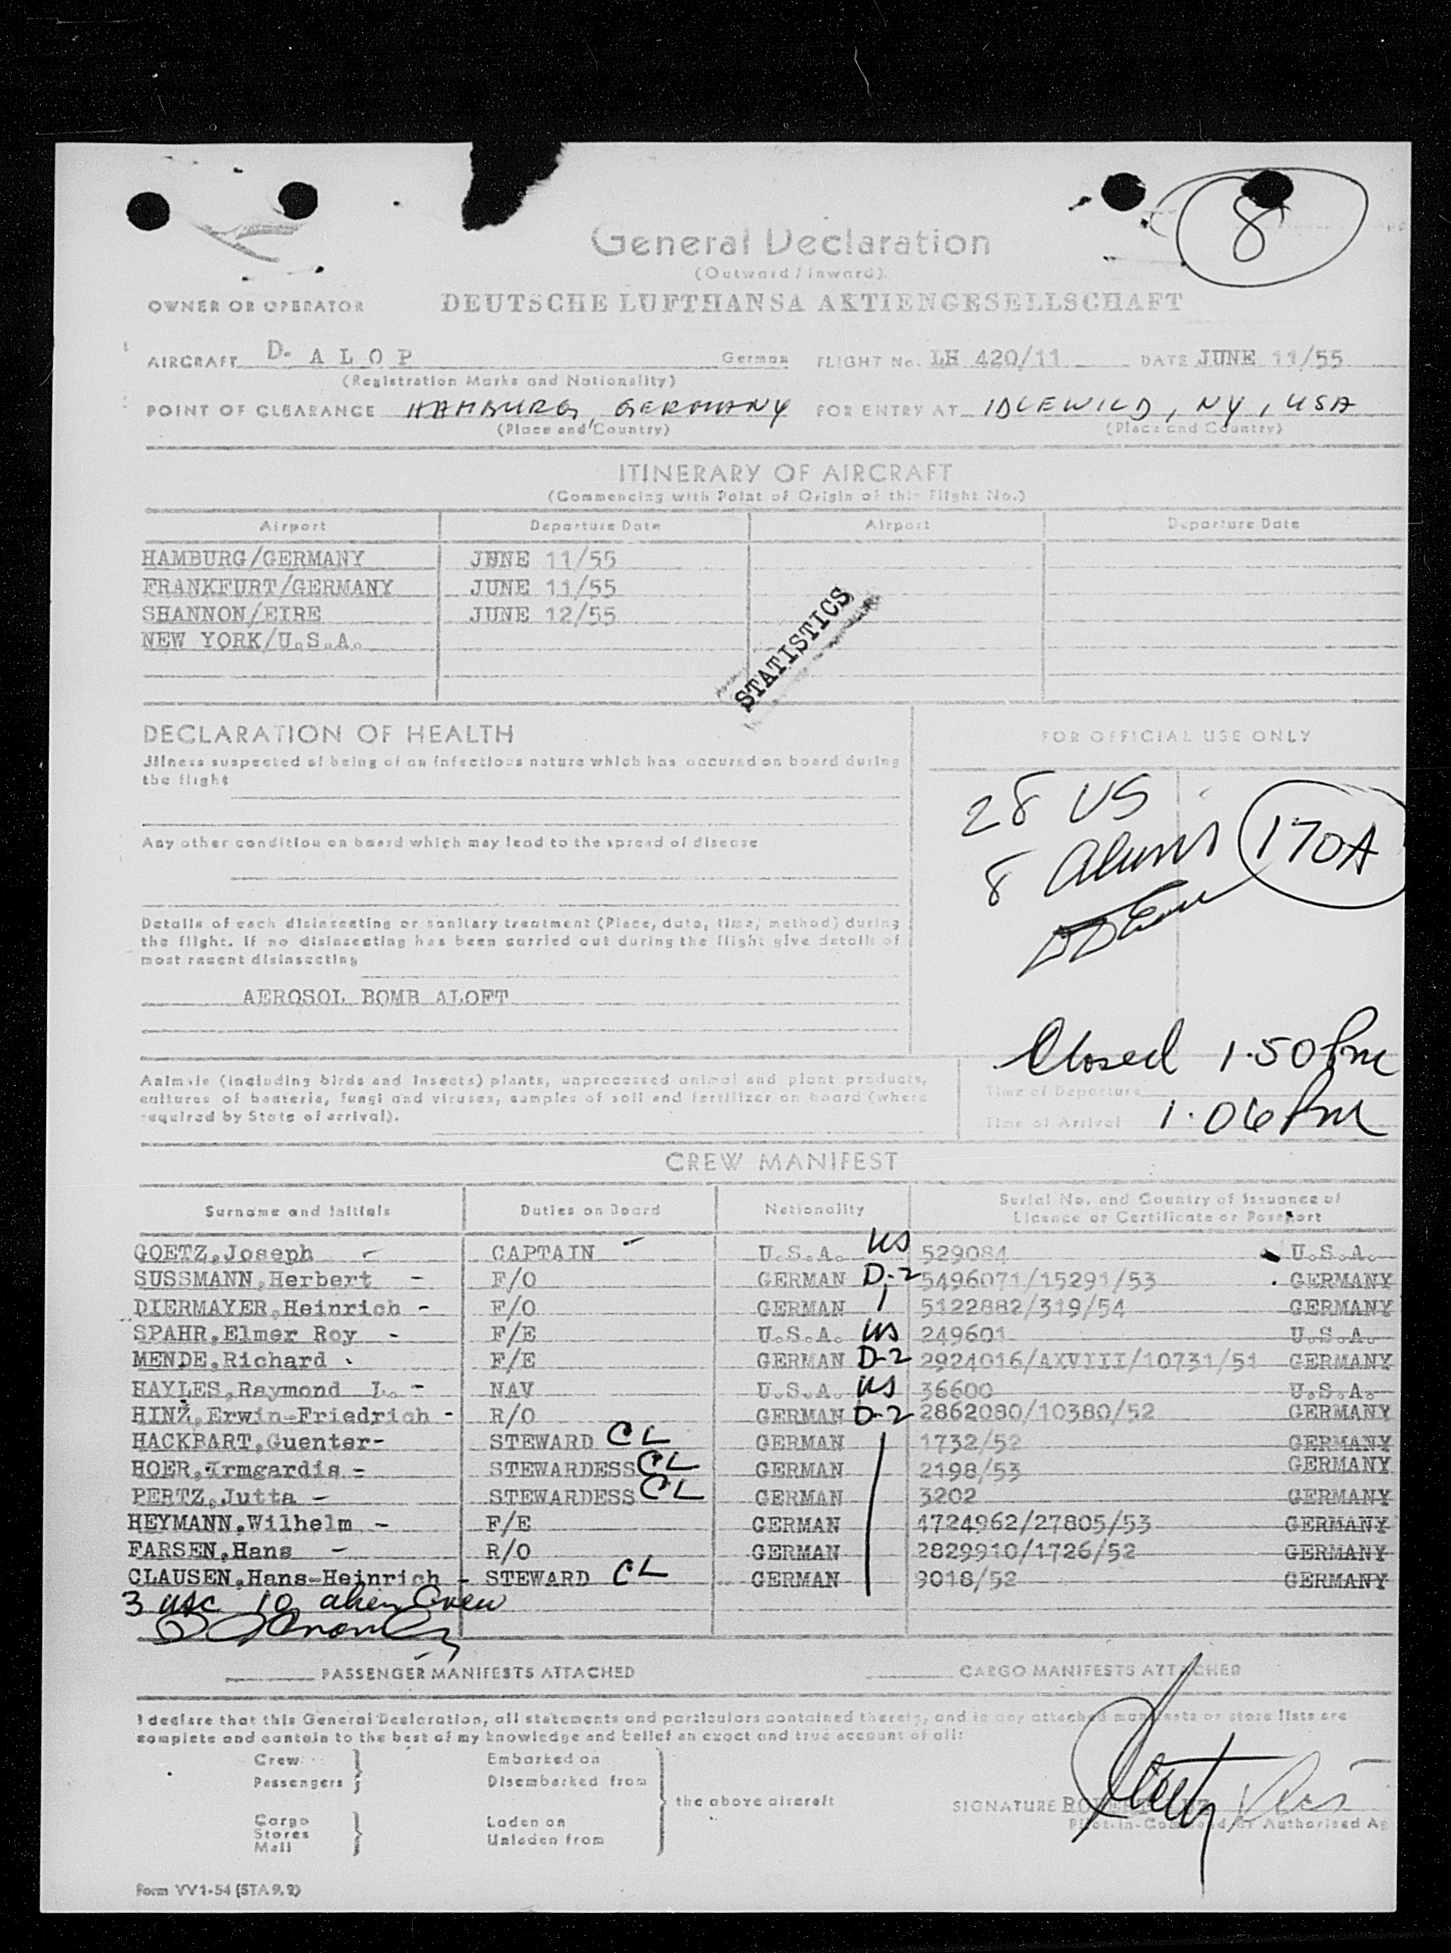 8
General Declaration
(Outward / Inward)
OWNER OR OPERATOR DEUTSCHE LUFTHANSA AKTIENGESELLSCHAFT
AIRCRAFT D- A L O P German FLIGHT No. LH 420/11 DATE JUNE 11/55
(Registration Marks and Nationality)
POINT OF CLEARANCE HAMBURG, GERMANY FOR ENTRY AT IDLEWILD, NY, USA
(Place and Country) (Place and Country)
ITINERARY OF AIRCRAFT
(Commencing with Point of Origin of this Flight No.)
Airport Departure Date Airport Departure Date
HAMBURG/GERMANY JUNE 11/55
FRANKFURT/GERMANY JUNE 11/55
SHANNON/EIRE JUNE 12/55
NEW YORK/U.S.A.
STATISTICS
DECLARATION OF HEALTH
Illness suspected of being of an infectious nature which has occured on board during
the flight
Any other condition on board which may lead to the spread of disease
Details of each disinsecting or sanitary treatment (Place, date, time, method) during
the flight. If no disinsecting has been carried out during the flight give details of
most recent disinsecting
AEROSOL BOMB ALOFT
FOR OFFICIAL USE ONLY
28 US
8 Aliens 170A
Closed 1.50 Pm
Animals (including birds and insects) plants, unprocessed animal and plant products,
cultures of bacteria, fungi and viruses, samples of soil and fertilizer on board (where
required by State of arrival).
Time of Departure
Time of Arrival 1.06 Pm
CREW MANIFEST
Surname and Initials Duties on Board Nationality Serial No. and Country of Issuance of
Licence or Certificate or Passport
GOETZ,Joseph - CAPTAIN U.S.A. US 529084 U.S.A.
SUSSMANN,Herbert - F/O GERMAN D-2 5496071/15291/53 GERMANY
DIERMAYER,Heinrich - F/O GERMAN 5122882/319/54 GERMANY
SPAHR,Elmer Roy - F/E U.S.A. US 249601 U.S.A.
MENDE,Richard F/E GERMAN D-2 2924016/AXVIII/10731/51 GERMANY
HAYLES,Raymond L. - NAV U.S.A. US 36600 U.S.A.
HINZ,Erwin-Friedrich - R/O GERMAN D-2 2862080/10380/52 GERMANY
HACKBART,Guenter- STEWARD CL GERMAN 1732/52 GERMANY
HOER,Irmgardis - STEWARDESS CL GERMAN 2198/53 GERMANY
PERTZ,Jutta - STEWARDESS CL GERMAN 3202 GERMANY
HEYMANN,Wilhelm - F/E GERMAN 4724962/27805/53 GERMANY
FARSEN,Hans - R/O GERMAN 2829910/1726/52 GERMANY
CLAUSEN,Hans-Heinrich - STEWARD CL GERMAN 9018/52 GERMANY
3 usc 10 alien Crew
PASSENGER MANIFESTS ATTACHED CARGO MANIFESTS ATTACHED
I declare that this General Declaration, all statements and particulars contained therein, and in any attached manifests or store lists are
complete and contain to the best of my knowledge and belief an exact and true account of all:
Crew Embarked on
Passengers Disembarked from
the above aircraft
Cargo Laden on
Stores
Mail Unladen from
SIGNATURE
Pilot-in-Command or Authorised Ag
Form VV1-54 (STA 9.2)